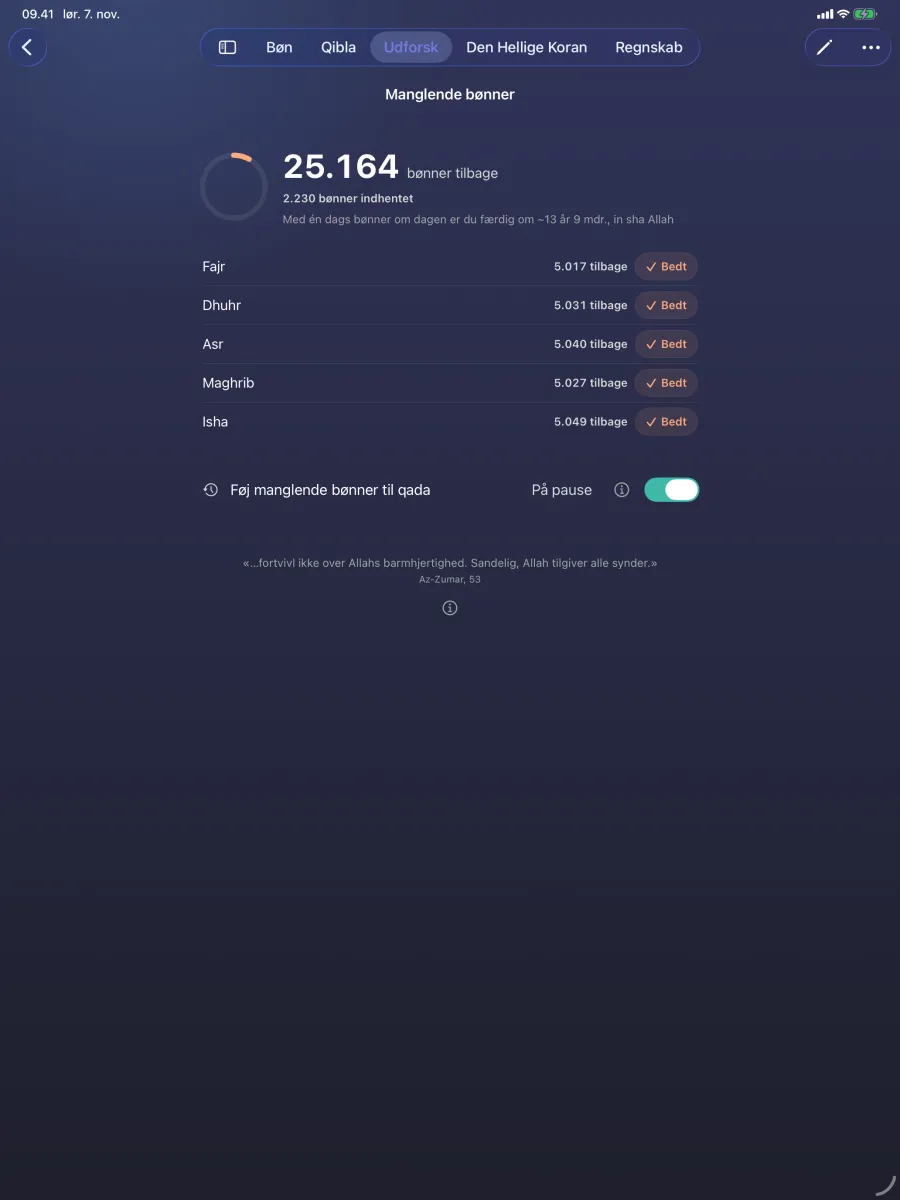 09.41 lør. 7. nov.
Bøn Qibla Udforsk Den Hellige Koran Regnskab
Manglende bønner
25.164 bønner tilbage
2.230 bønner indhentet
Med én dags bønner om dagen er du færdig om ~13 år 9 mdr., in sha Allah
Fajr 5.017 tilbage Bedt
Dhuhr 5.031 tilbage Bedt
Asr 5.040 tilbage Bedt
Maghrib 5.027 tilbage Bedt
Isha 5.049 tilbage Bedt
Føj manglende bønner til qada På pause
«...fortvivl ikke over Allahs barmhjertighed. Sandelig, Allah tilgiver alle synder.»
Az-Zumar, 53